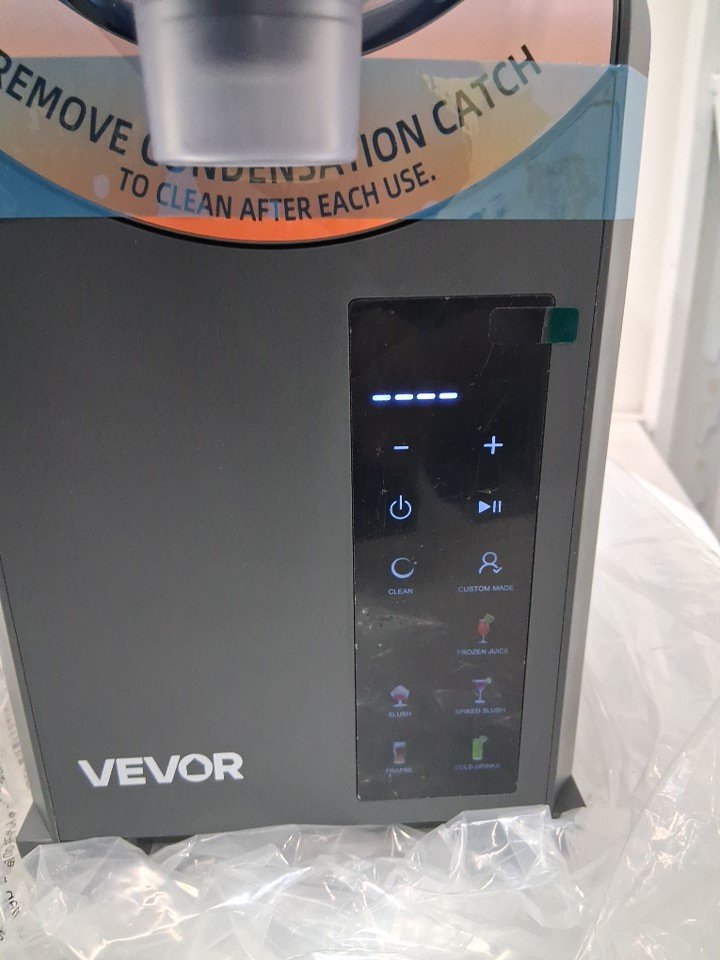 REMOVE CONDENSATION CATCH
TO CLEAN AFTER EACH USE.
CLEAN
CUSTOM MADE
FROZEN JUICE
SLUSH
SPIKED SLUSH
FRAPPE
COLD DRINKS
VEVOR